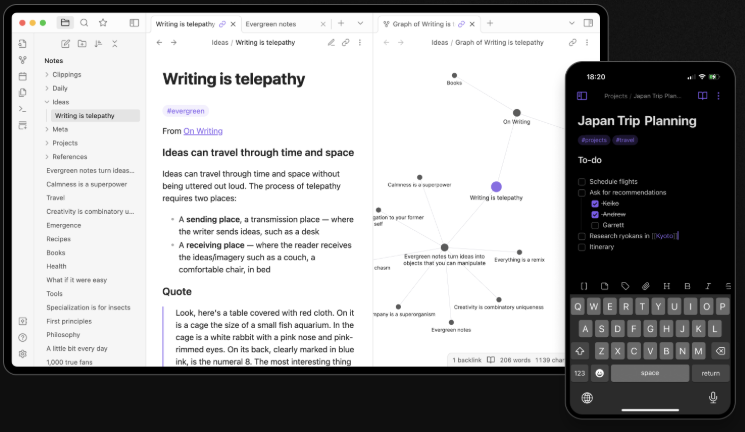 Writing is telepathy
Evergreen notes
Graph of Writing is t
Ideas / Writing is telepathy
Ideas / Graph of Writing is telepathy
Notes
Clippings
Daily
Ideas
Writing is telepathy
Meta
Projects
References
Evergreen notes turn ideas...
Calmness is a superpower
Travel
Creativity is combinatory u...
Emergence
Recipes
Books
Health
What if it were easy
Tools
Specialization is for insects
First principles
Philosophy
A little bit every day
1,000 true fans
Writing is telepathy
#evergreen
From On Writing
Ideas can travel through time and space
Ideas can travel through time and space without
being uttered out loud. The process of telepathy
requires two places:
• A sending place, a transmission place — where
the writer sends ideas, such as a desk
• A receiving place — where the reader receives
the ideas/imagery such as a couch, a
comfortable chair, in bed
Quote
Look, here's a table covered with red cloth. On it
is a cage the size of a small fish aquarium. In the
cage is a white rabbit with a pink nose and pink-
rimmed eyes. On its back, clearly marked in blue
ink, is the numeral 8. The most interesting thing
Books
On Writing
Calmness is a superpower
Writing is telepathy
gation to your former
self
Evergreen notes turn ideas into
objects that you can manipulate
Everything is a remix
chasm
Creativity is combinatory uniqueness
mpany is a superorganism
Evergreen notes
1 backlink
206 words
1139 char
18:20
Projects / Japan Trip Plan...
Japan Trip Planning
#projects #travel
To-do
Schedule flights
Ask for recommendations
Keiko
Andrew
Garrett
Research ryokans in [[Kyoto]]
Itinerary
[] H B I S
Q W E R T Y U I O P
A S D F G H J K L
Z X C V B N M
123 space return